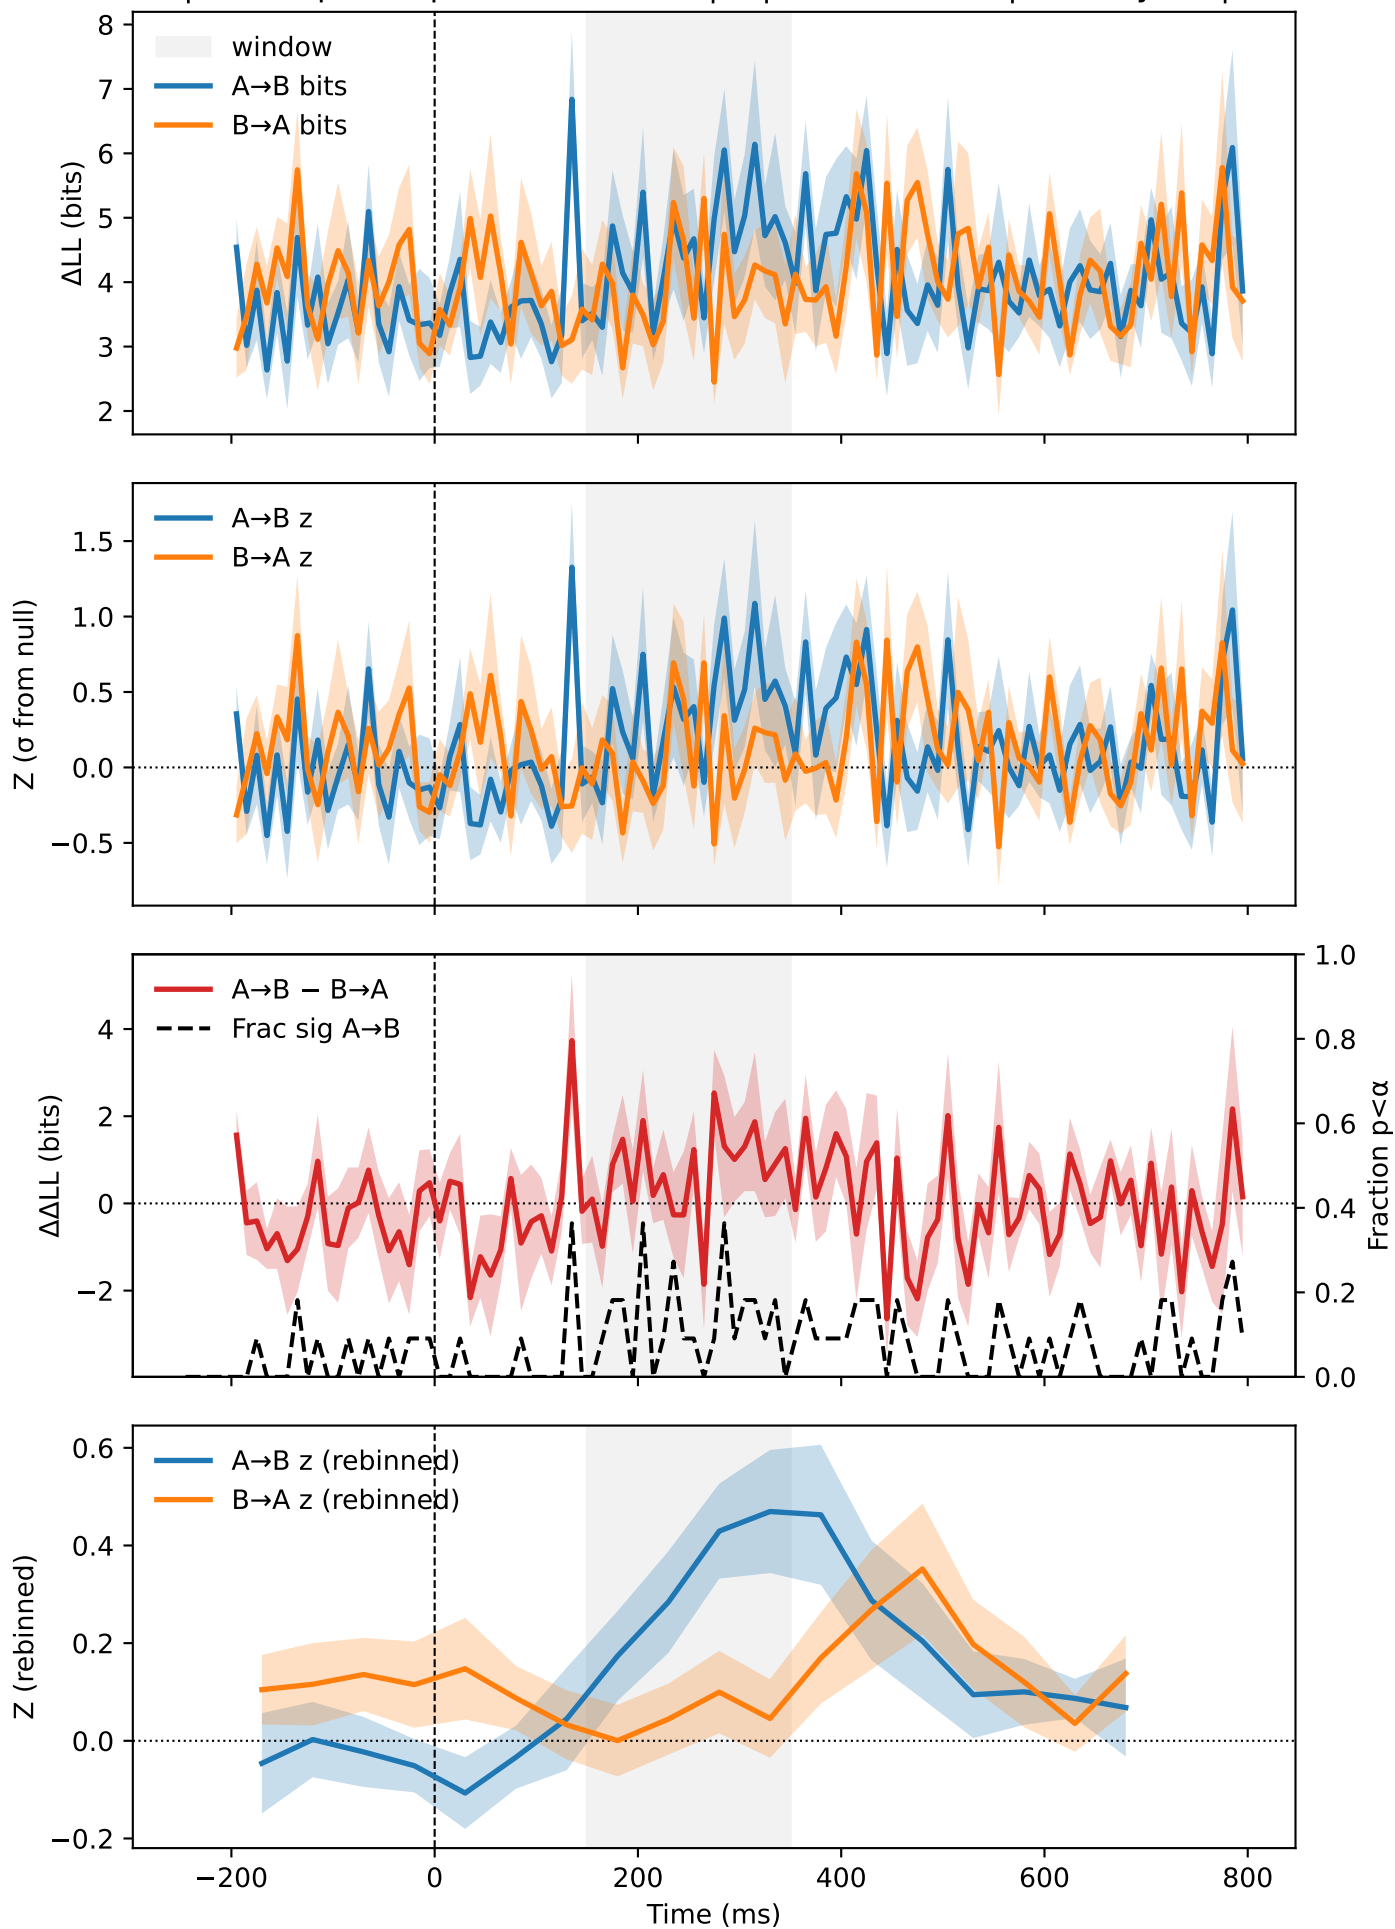 8
7
6
5
4
3
2
ΔLL (bits)
window
A→B bits
B→A bits
1.5
1.0
0.5
0.0
−0.5
Z (σ from null)
A→B z
B→A z
4
2
0
−2
ΔΔLL (bits)
A→B − B→A
Frac sig A→B
1.0
0.8
0.6
0.4
0.2
0.0
Fraction p<α
0.6
0.4
0.2
0.0
−0.2
Z (rebinned)
A→B z (rebinned)
B→A z (rebinned)
−200
0
200
400
600
800
Time (ms)